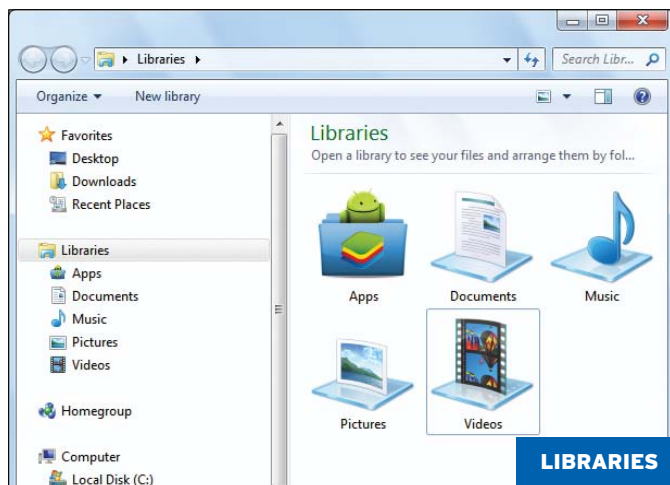 Libraries
Search Libr...
Organize
New library
Favorites
Desktop
Downloads
Recent Places
Libraries
Apps
Documents
Music
Pictures
Videos
Homegroup
Computer
Local Disk (C:)
Libraries
Open a library to see your files and arrange them by fol...
Apps
Documents
Music
Pictures
Videos
LIBRARIES